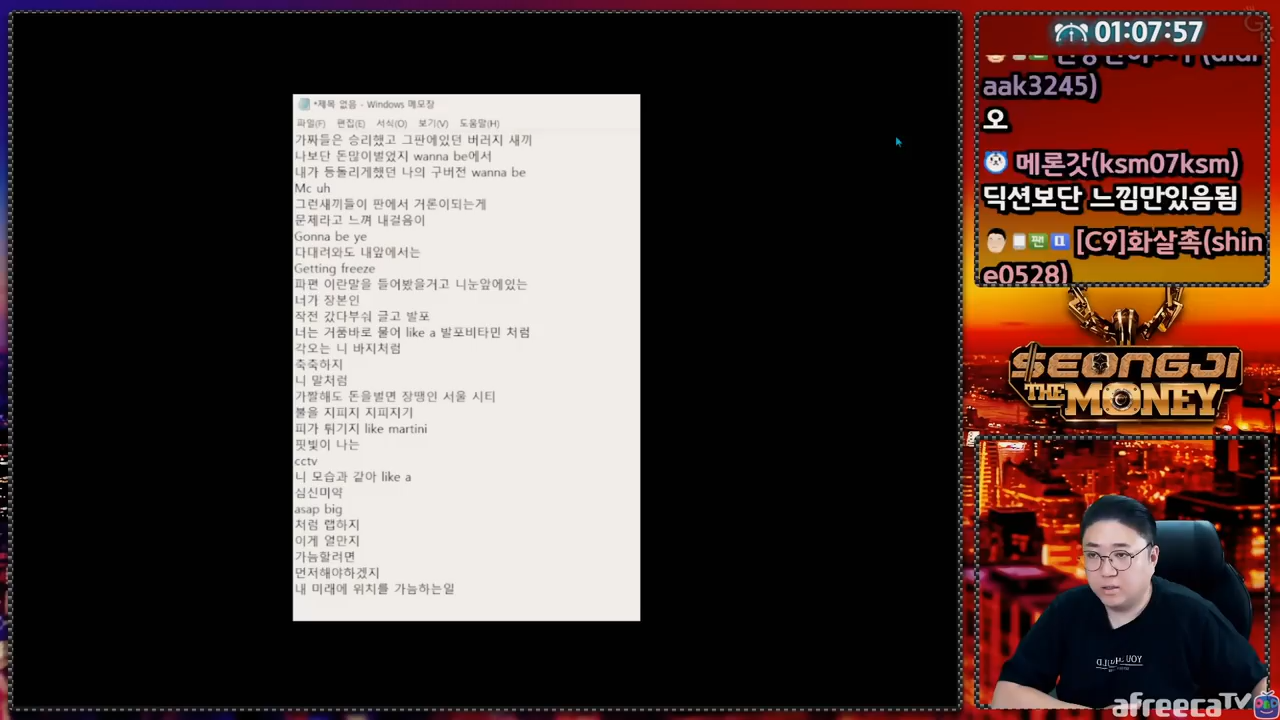 *제목 없음 - Windows 메모장
파일(F) 편집(E) 서식(O) 보기(V) 도움말(H)
가짜들은 승리했고 그판에있던 버러지 새끼
나보단 돈많이벌었지 wanna be에서
내가 등돌리게했던 나의 구버전 wanna be
Mc uh
그런새끼들이 판에서 거론이되는게
문제라고 느껴 내걸음이
Gonna be ye
다대려와도 내앞에서는
Getting freeze
파편 이란말을 들어봤을거고 니눈앞에있는
너가 장본인
작전 갔다부숴 글고 발포
너는 거품바로 물어 like a 발포비타민 처럼
각오는 니 바지처럼
축축하지
니 말처럼
가짤해도 돈을벌면 장땡인 서울 시티
불을 지피지 지피지기
피가 튀기지 like martini
핏빛이 나는
cctv
니 모습과 같아 like a
심신미약
asap big
처럼 랩하지
이게 얼만지
가늠할려면
먼저해야하겠지
내 미래에 위치를 가늠하는일
01:07:57
aak3245)
오
메론갓(ksm07ksm)
딕션보단 느낌만있음됨
팬 [C9]화살촉(shin
e0528)
SEONGJI
THE MONEY
afreecaTV